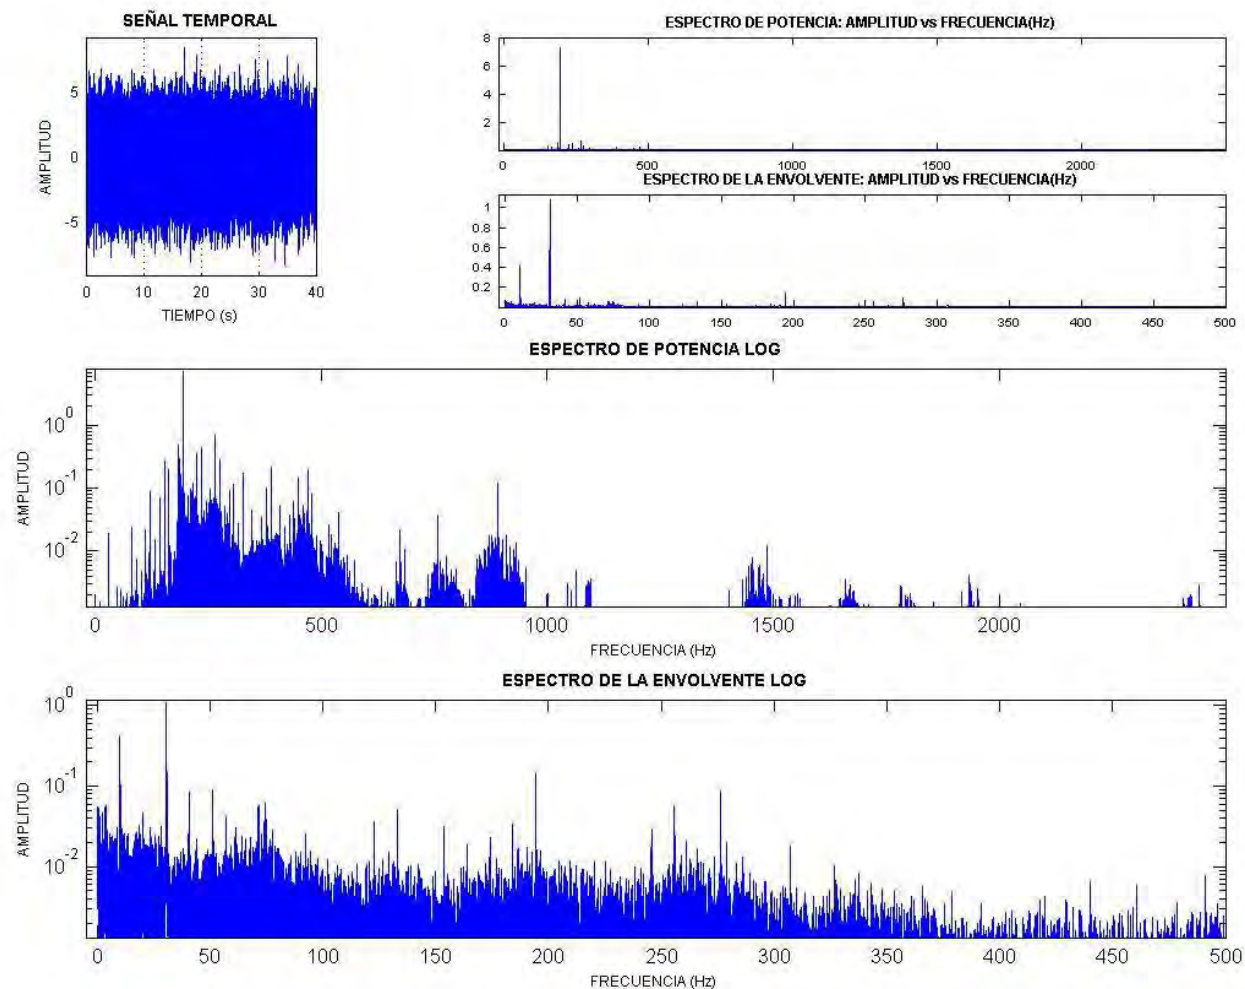 SEÑAL TEMPORAL
5
0
-5
AMPLITUD
0 10 20 30 40
TIEMPO (s)
ESPECTRO DE POTENCIA: AMPLITUD vs FRECUENCIA(Hz)
8
6
4
2
0 500 1000 1500 2000
ESPECTRO DE LA ENVOLVENTE: AMPLITUD vs FRECUENCIA(Hz)
1
0.8
0.6
0.4
0.2
0 50 100 150 200 250 300 350 400 450 500
ESPECTRO DE POTENCIA LOG
10^0
10^-1
10^-2
AMPLITUD
0 500 1000 1500 2000
FRECUENCIA (Hz)
ESPECTRO DE LA ENVOLVENTE LOG
10^0
10^-1
10^-2
AMPLITUD
0 50 100 150 200 250 300 350 400 450 500
FRECUENCIA (Hz)